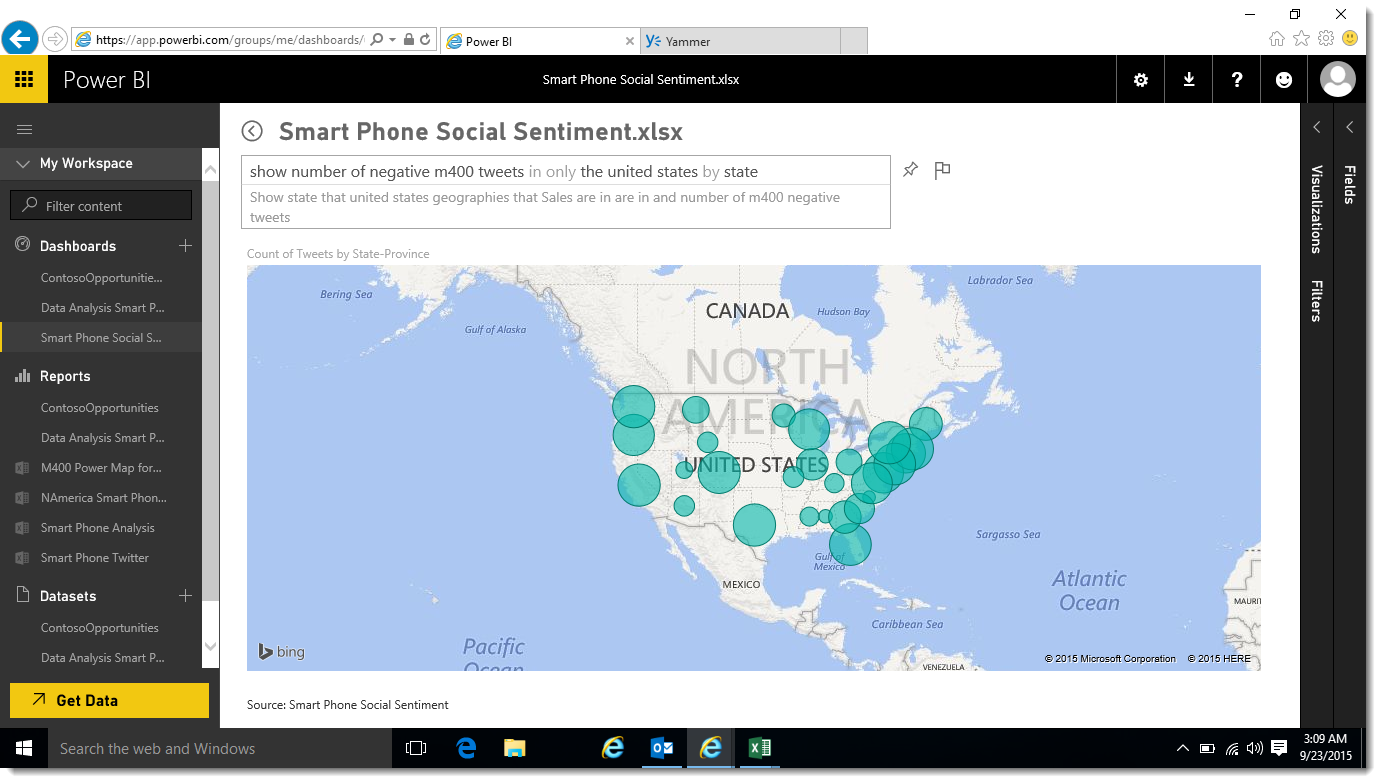 https://app.powerbi.com/groups/me/dashboards/
Power BI
Yammer
Power BI
Smart Phone Social Sentiment.xlsx
My Workspace
Filter content
Dashboards
ContosoOpportunitie...
Data Analysis Smart P...
Smart Phone Social S...
Reports
ContosoOpportunities
Data Analysis Smart P...
M400 Power Map for...
NAmerica Smart Phon...
Smart Phone Analysis
Smart Phone Twitter
Datasets
ContosoOpportunities
Data Analysis Smart P...
Get Data
Smart Phone Social Sentiment.xlsx
show number of negative m400 tweets in only the united states by state
Show state that united states geographies that Sales are in are in and number of m400 negative
tweets
Count of Tweets by State-Province
Bering Sea
Gulf of Alaska
CANADA
Hudson Bay
Labrador Sea
NORTH
AMERICA
UNITED STATES
Gulf of
Mexico
MEXICO
Sargasso Sea
Atlantic
Ocean
MAURIT
Caribbean Sea
VENEZUELA
Pacific
Ocean
bing
© 2015 Microsoft Corporation © 2015 HERE
Source: Smart Phone Social Sentiment
Visualizations
Filters
Fields
Search the web and Windows
3:09 AM
9/23/2015